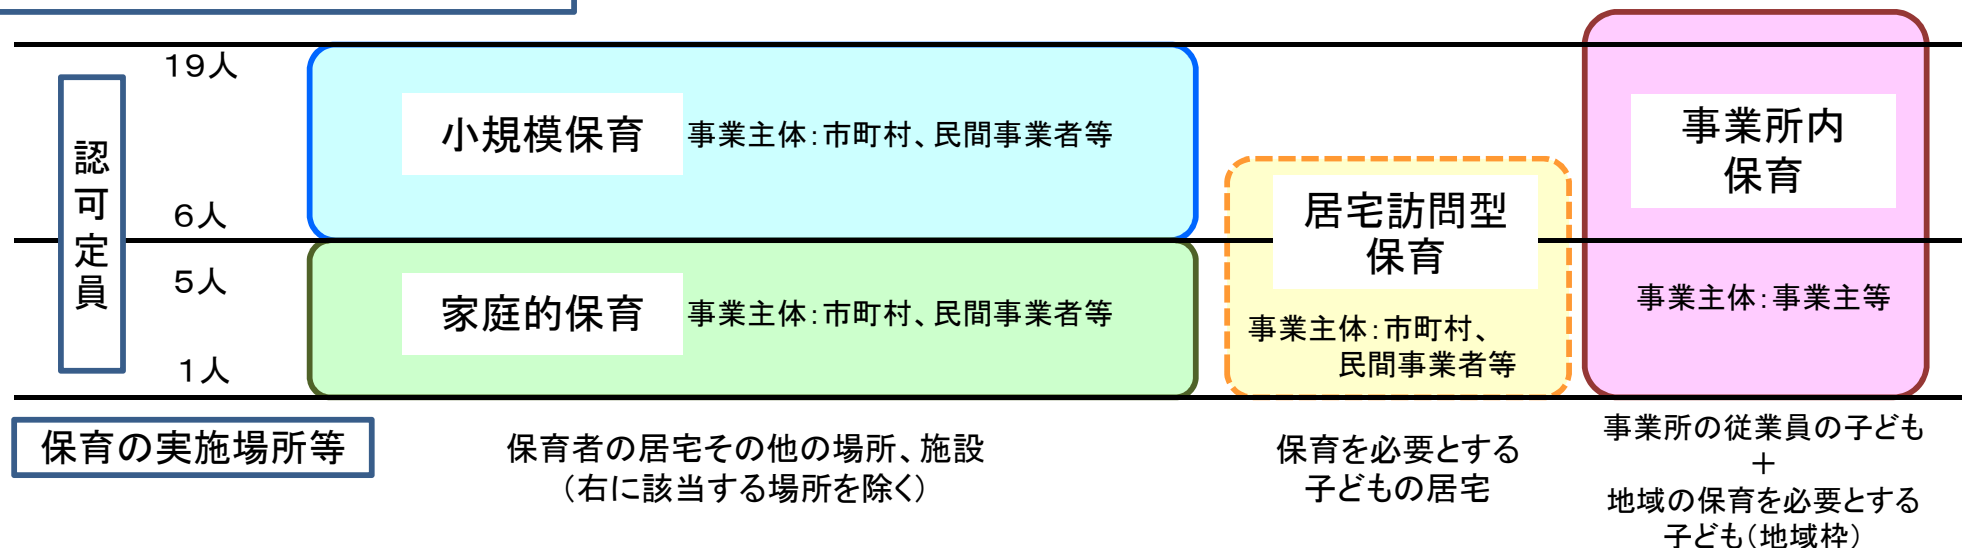 認可定員
19人
6人
5人
1人
小規模保育 事業主体：市町村、民間事業者等
家庭的保育 事業主体：市町村、民間事業者等
居宅訪問型
保育
事業主体：市町村、
民間事業者等
事業所内
保育
事業主体：事業主等
保育の実施場所等
保育者の居宅その他の場所、施設
（右に該当する場所を除く）
保育を必要とする
子どもの居宅
事業所の従業員の子ども
＋
地域の保育を必要とする
子ども（地域枠）